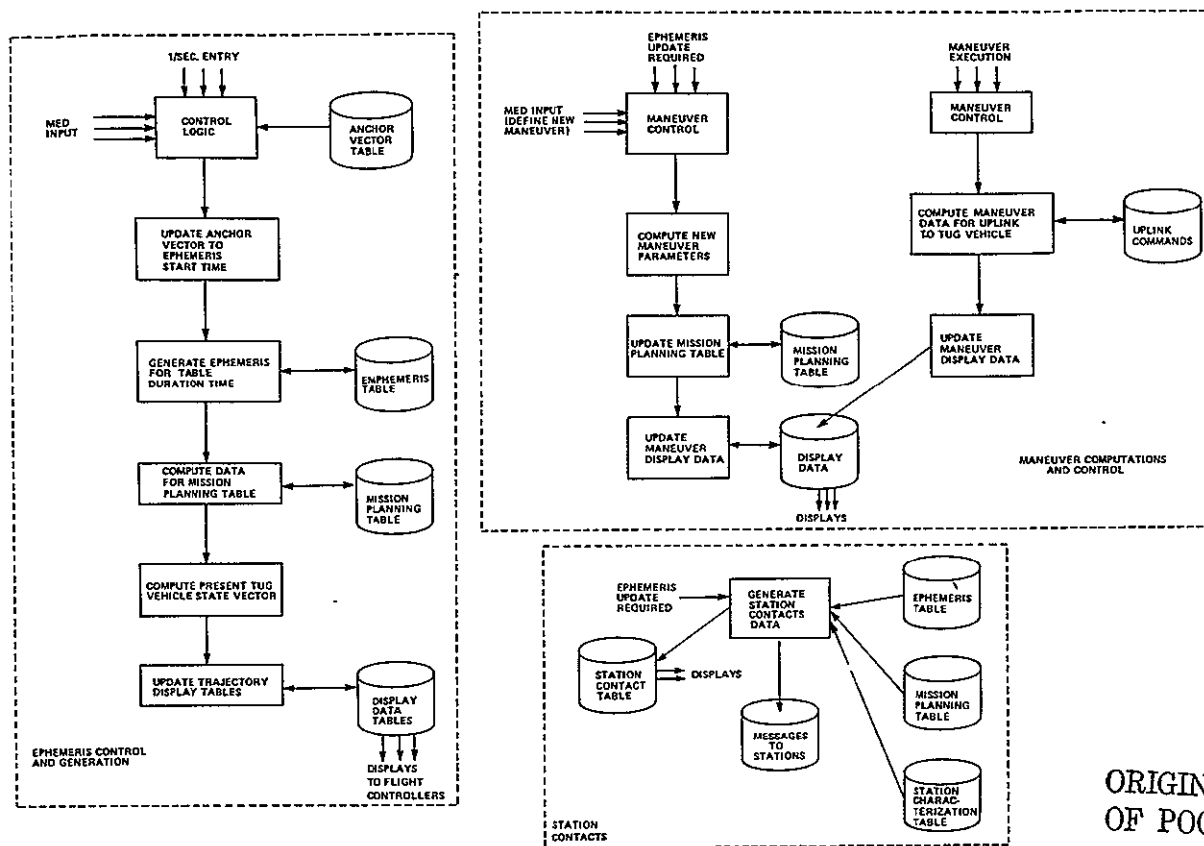 1/SEC. ENTRY
MED
INPUT
CONTROL
LOGIC
ANCHOR
VECTOR
TABLE
UPDATE ANCHOR
VECTOR TO
EPHEMERIS
START TIME
GENERATE EPHEMERIS
FOR TABLE
DURATION TIME
EMPHEMERIS
TABLE
COMPUTE DATA
FOR MISSION
PLANNING TABLE
MISSION
PLANNING
TABLE
COMPUTE PRESENT TUG
VEHICLE STATE VECTOR
UPDATE TRAJECTORY
DISPLAY TABLES
DISPLAY
DATA
TABLES
EPHEMERIS CONTROL
AND GENERATION
DISPLAYS
TO FLIGHT
CONTROLLERS
EPHEMERIS
UPDATE
REQUIRED
MED INPUT
(DEFINE NEW
MANEUVER)
MANEUVER
CONTROL
COMPUTE NEW
MANEUVER
PARAMETERS
UPDATE MISSION
PLANNING TABLE
MISSION
PLANNING
TABLE
UPDATE
MANEUVER
DISPLAY DATA
DISPLAY
DATA
DISPLAYS
MANEUVER
EXECUTION
MANEUVER
CONTROL
COMPUTE MANEUVER
DATA FOR UPLINK
TO TUG VEHICLE
UPLINK
COMMANDS
UPDATE
MANEUVER
DISPLAY DATA
MANEUVER COMPUTATIONS
AND CONTROL
EPHEMERIS
UPDATE
REQUIRED
GENERATE
STATION
CONTACTS
DATA
EPHEMERIS
TABLE
STATION
CONTACT
TABLE
DISPLAYS
MISSION
PLANNING
TABLE
MESSAGES
TO
STATIONS
STATION
CHARAC-
TERIZATION
TABLE
STATION
CONTACTS
ORIGIN
OF POO